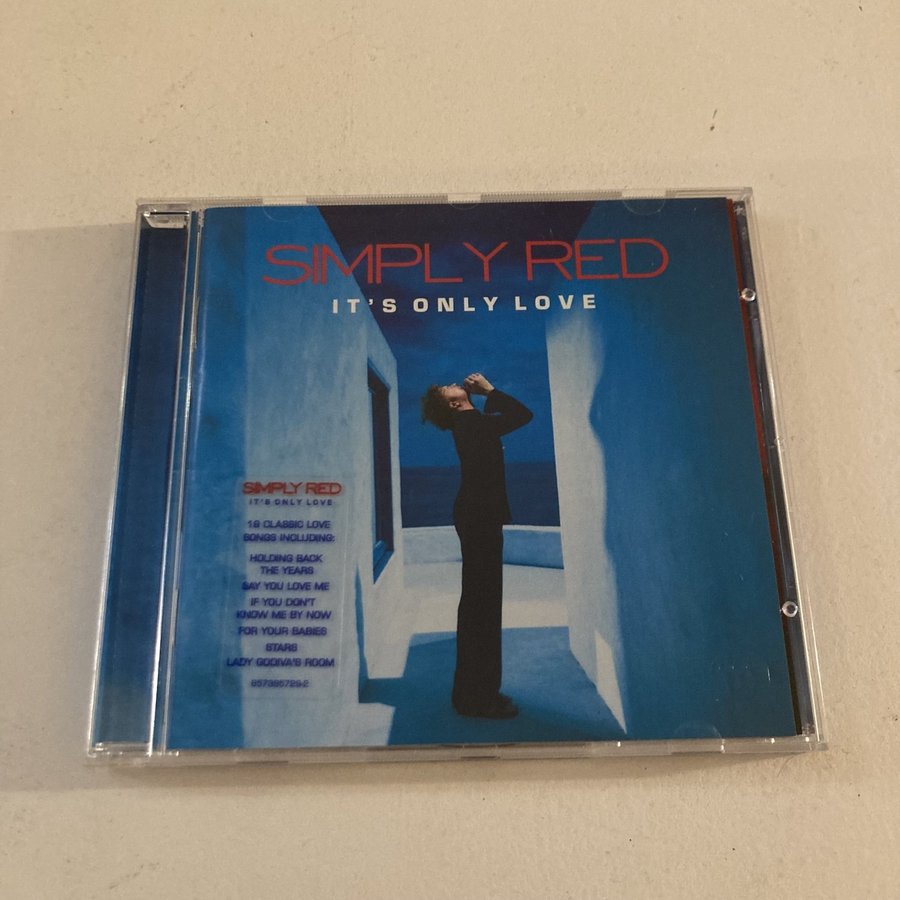 SIMPLY RED
IT'S ONLY LOVE
SIMPLY RED
IT'S ONLY LOVE
16 CLASSIC LOVE
SONGS INCLUDING:
HOLDING BACK
THE YEARS
SAY YOU LOVE ME
IF YOU DON'T
KNOW ME BY NOW
FOR YOUR BABIES
STARS
LADY GODIVA'S ROOM